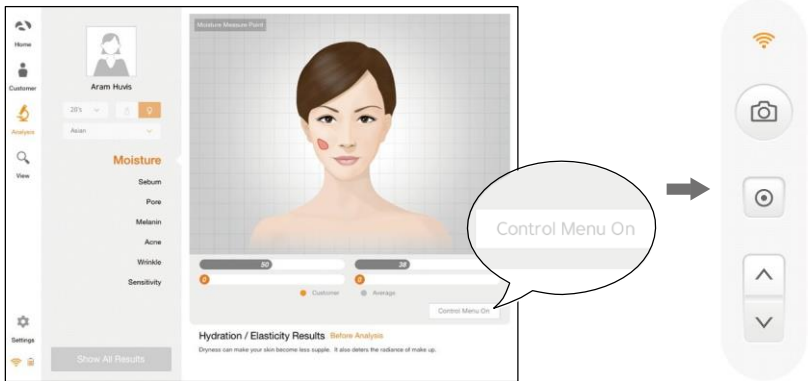 Home
Customer
Analysis
View
Settings
Aram Huvis
20's
Asian
Moisture
Sebum
Pore
Melanin
Acne
Wrinkle
Sensitivity
Show All Results
Moisture Measure Point
50
38
0
0
Customer
Average
Control Menu On
Hydration / Elasticity Results Before Analysis
Dryness can make your skin become less supple. It also deters the radiance of make up.
Control Menu On